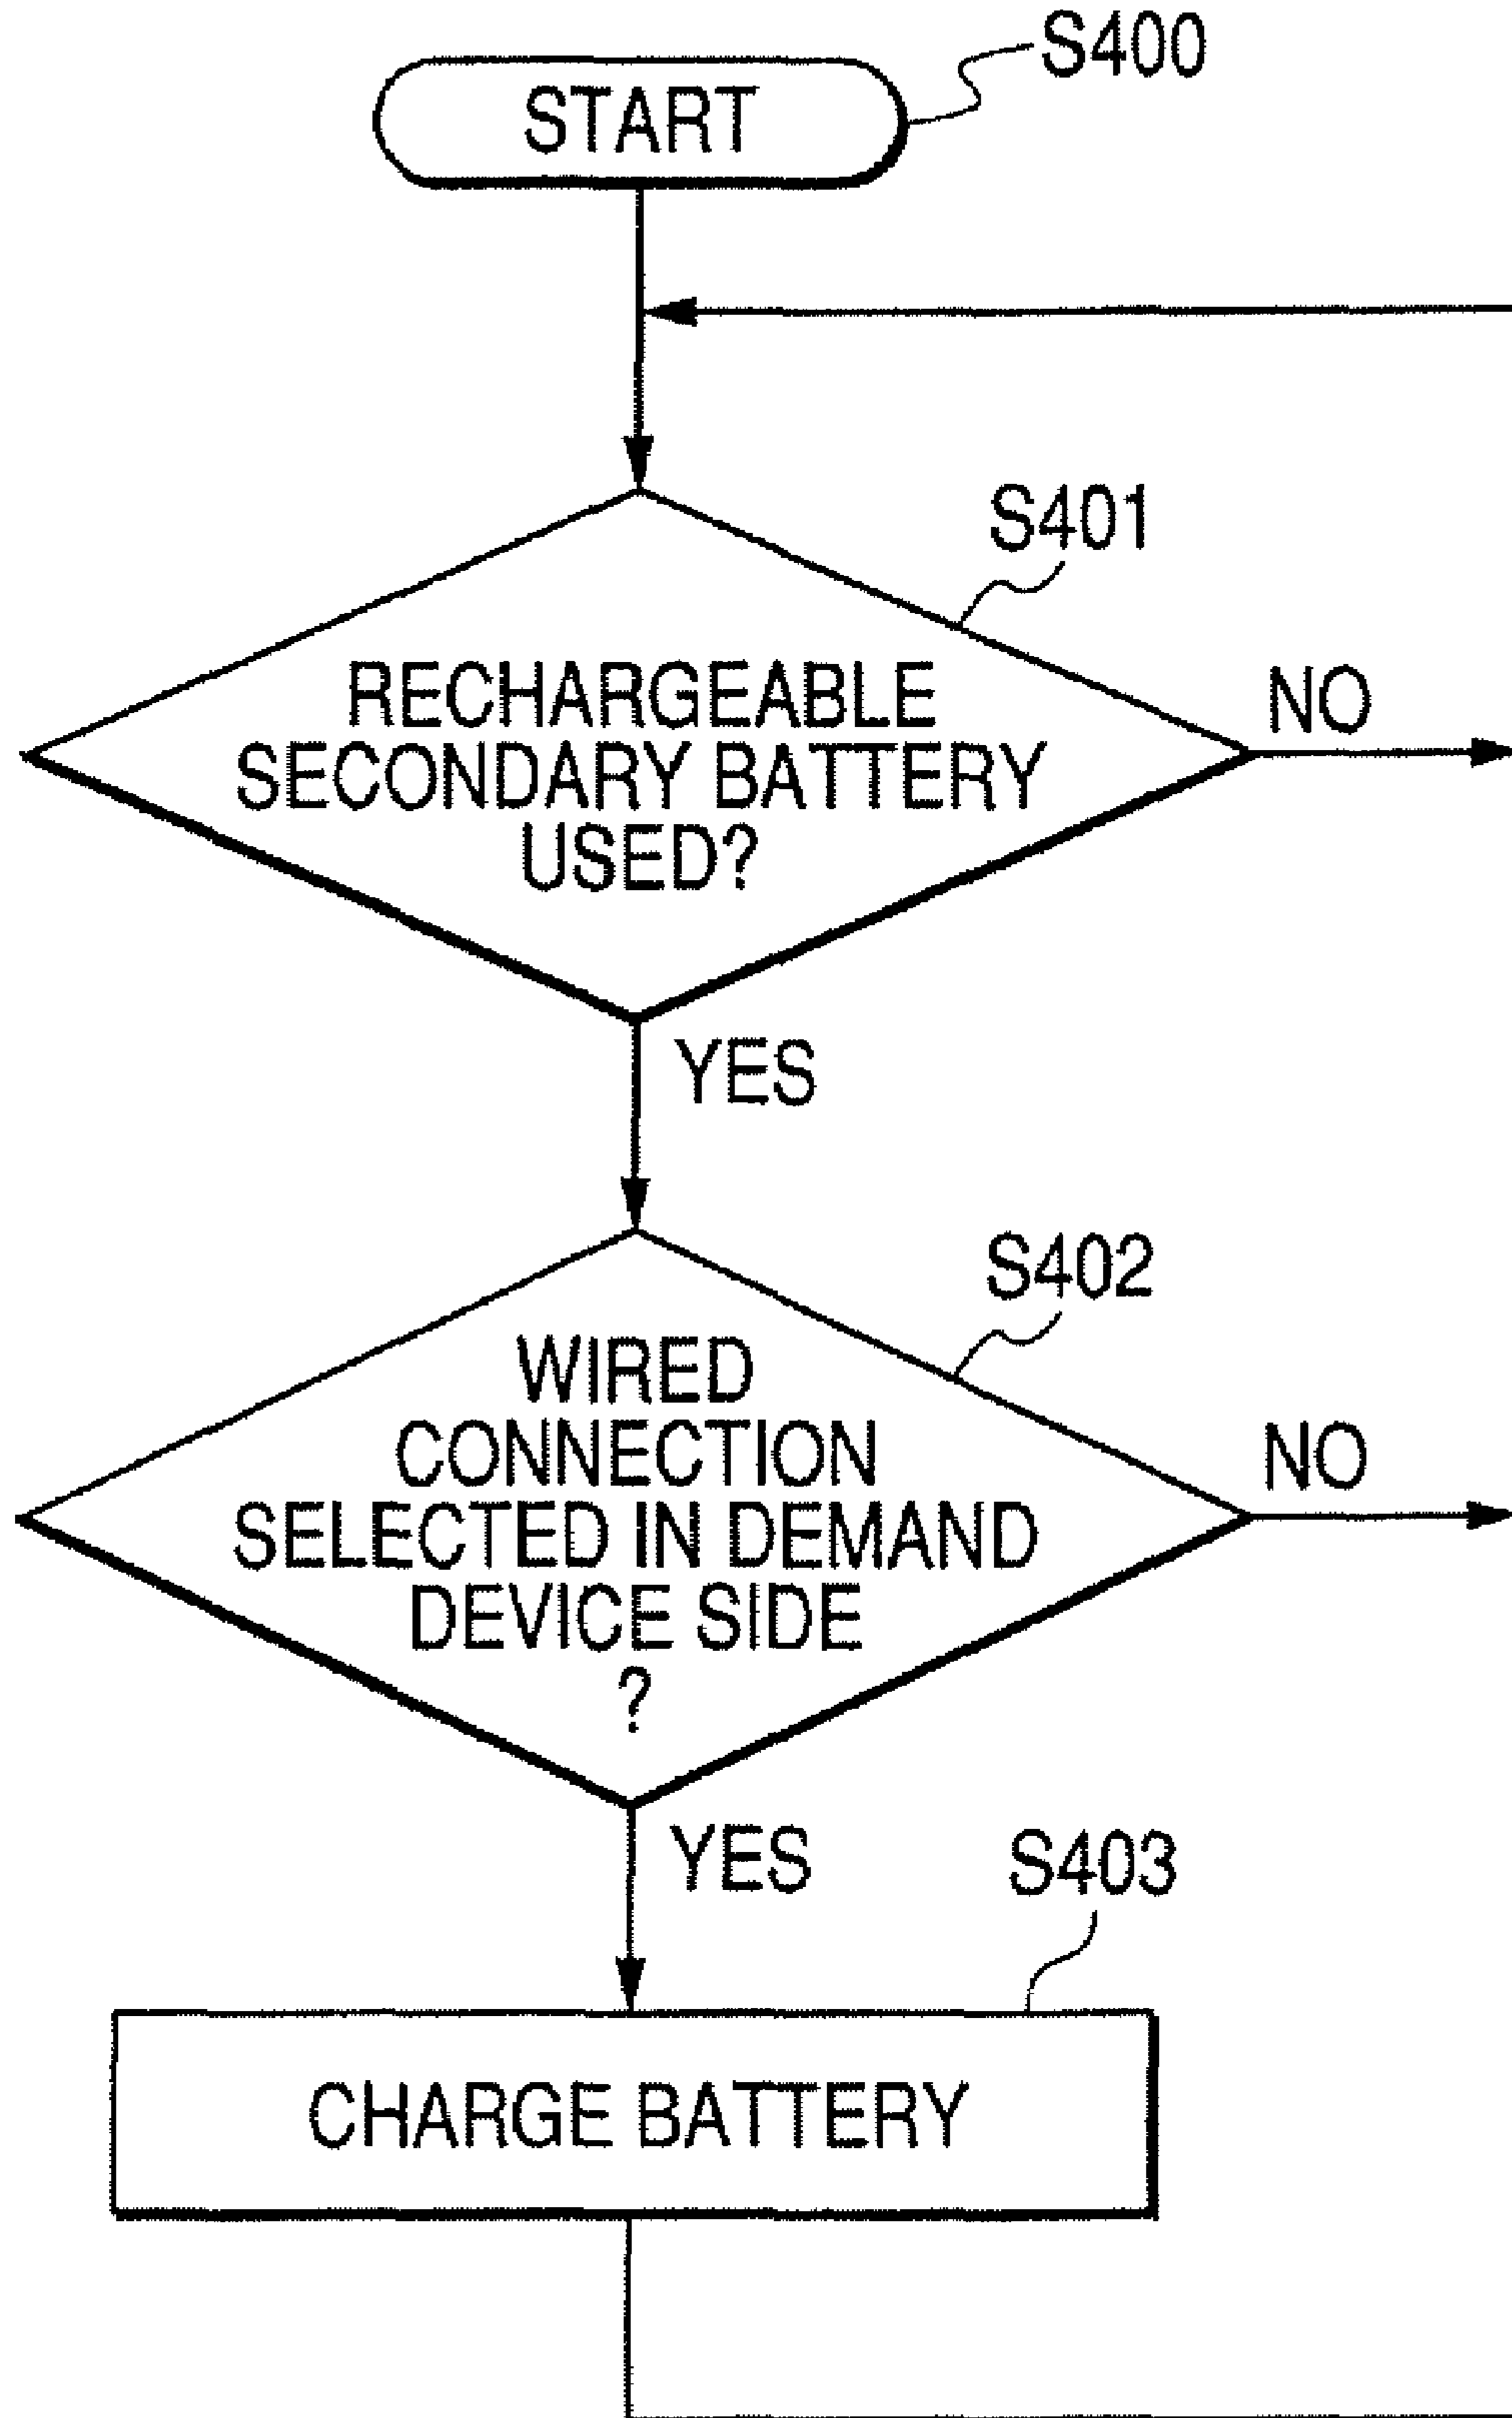 S400
START
S401
RECHARGEABLE
SECONDARY BATTERY
USED?
NO
YES
S402
WIRED
CONNECTION
SELECTED IN DEMAND
DEVICE SIDE
?
NO
YES
S403
CHARGE BATTERY